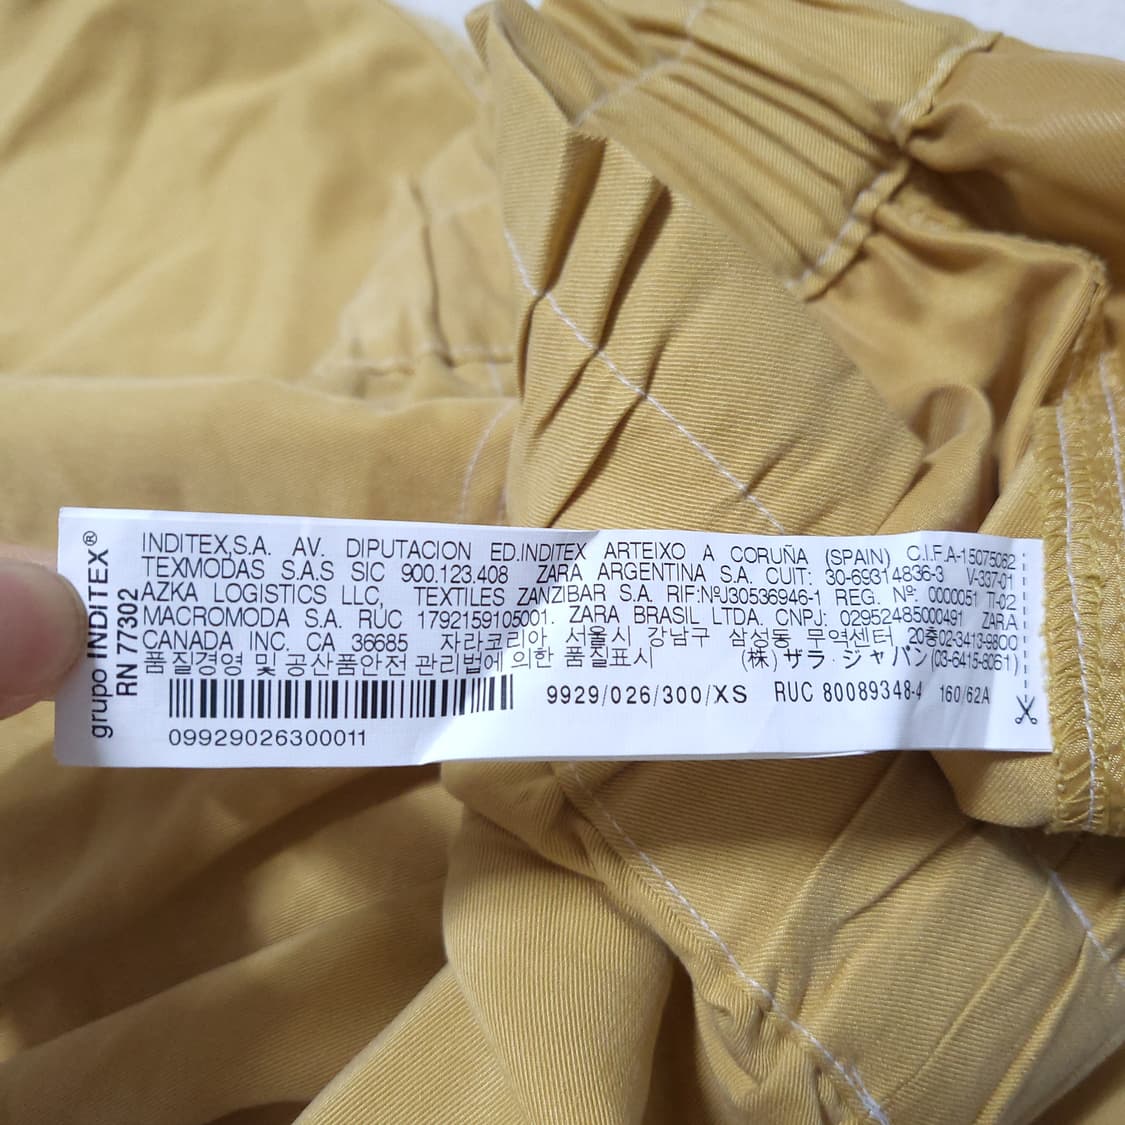 grupo INDITEX®
RN 77302
INDITEX,S.A. AV. DIPUTACION ED.INDITEX ARTEIXO A CORUÑA (SPAIN) C.I.F.A-15075062
TEXMODAS S.A.S SIC 900.123.408 ZARA ARGENTINA S.A. CUIT: 30-69314836-3 V-337-01
AZKA LOGISTICS LLC, TEXTILES ZANZIBAR S.A. RIF:NºJ30536946-1 REG. Nº: 0000051 TI-02
MACROMODA S.A. RUC 1792159105001. ZARA BRASIL LTDA. CNPJ: 02952485000491 ZARA
CANADA INC. CA 36685 자라코리아 서울시 강남구 삼성동 무역센터 20층02-3413-9800
품질경영 및 공산품안전 관리법에 의한 품질표시 (株) ザラ・ジャパン(03-6415-8061)
9929/026/300/XS RUC 80089348-4 160/62A
09929026300011